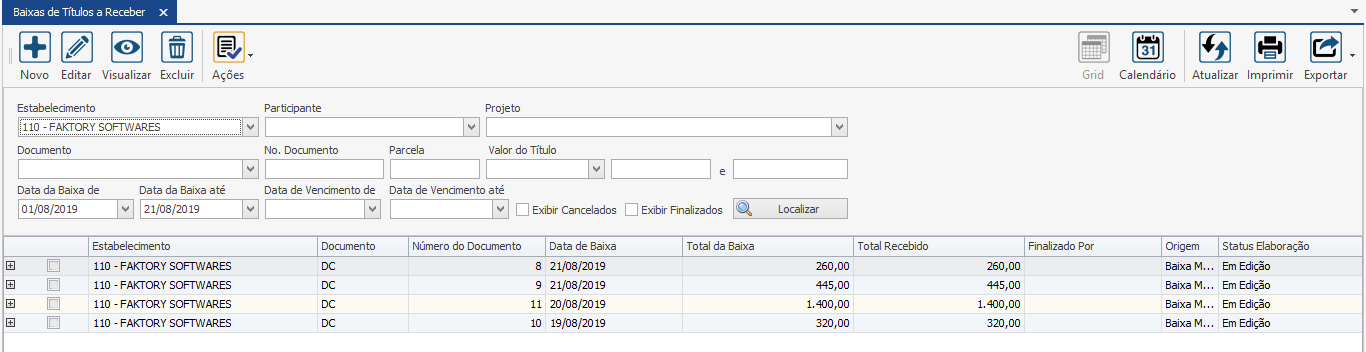 Baixas de Títulos a Receber
Novo Editar Visualizar Excluir Ações Grid 31 Calendário Atualizar Imprimir Exportar
Estabelecimento Participante Projeto
110 - FAKTORY SOFTWARES
Documento No. Documento Parcela Valor do Título
e
Data da Baixa de Data da Baixa até Data de Vencimento de Data de Vencimento até
01/08/2019 21/08/2019 Exibir Cancelados Exibir Finalizados Localizar
Estabelecimento Documento Número do Documento Data de Baixa Total da Baixa Total Recebido Finalizado Por Origem Status Elaboração
110 - FAKTORY SOFTWARES DC 8 21/08/2019 260,00 260,00 Baixa M... Em Edição
110 - FAKTORY SOFTWARES DC 9 21/08/2019 445,00 445,00 Baixa M... Em Edição
110 - FAKTORY SOFTWARES DC 11 20/08/2019 1.400,00 1.400,00 Baixa M... Em Edição
110 - FAKTORY SOFTWARES DC 10 19/08/2019 320,00 320,00 Baixa M... Em Edição